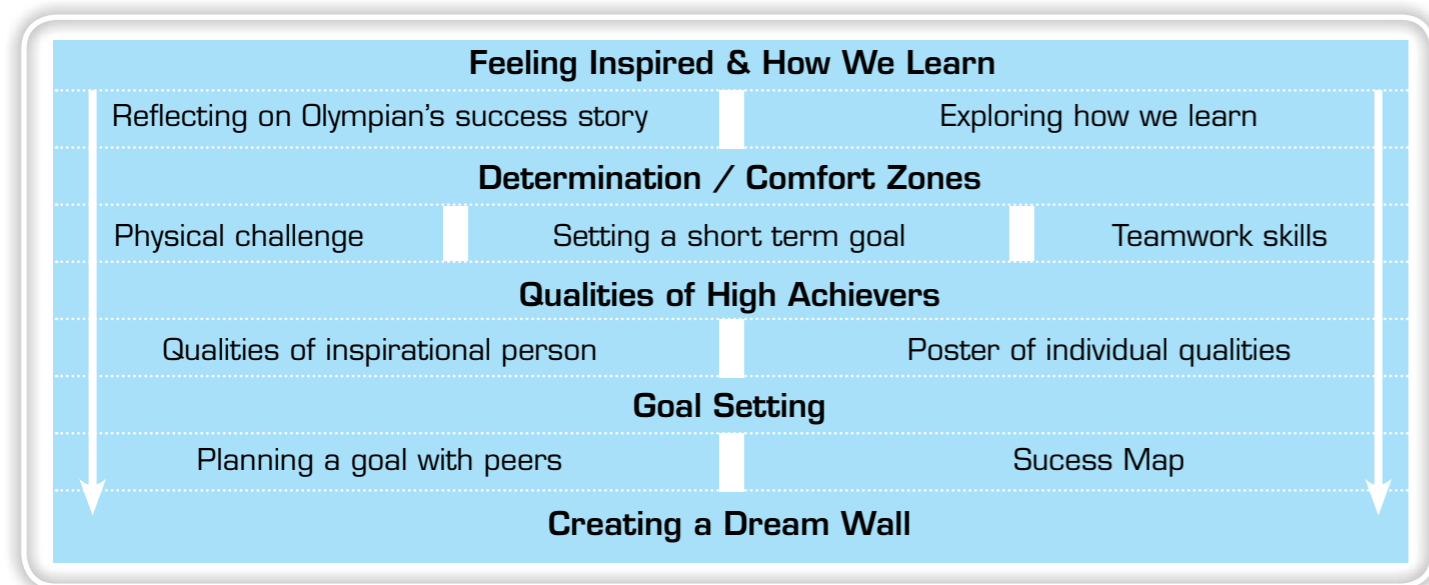 Feeling Inspired & How We Learn
Reflecting on Olympian's success story Exploring how we learn
Determination / Comfort Zones
Physical challenge Setting a short term goal Teamwork skills
Qualities of High Achievers
Qualities of inspirational person Poster of individual qualities
Goal Setting
Planning a goal with peers Sucess Map
Creating a Dream Wall